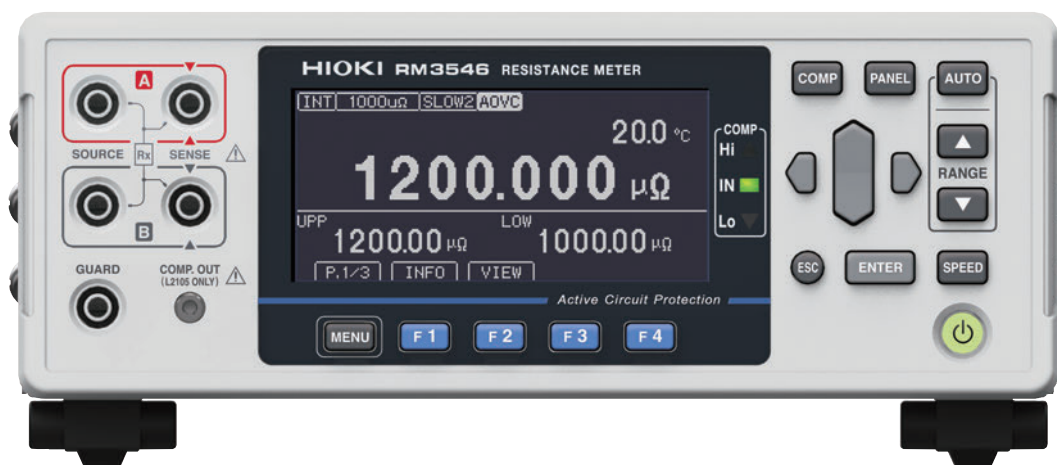 HIOKI RM3546 RESISTANCE METER
A
SOURCE Rx SENSE
B
GUARD
COMP. OUT
(L2105 ONLY)
INT 1000uΩ SLOW2 AOVC
20.0 °C
1200.000 μΩ
UPP 1200.00 μΩ LOW 1000.00 μΩ
P.1/3 INFO VIEW
COMP
Hi
IN
Lo
Active Circuit Protection
MENU F1 F2 F3 F4
COMP PANEL AUTO
RANGE
ESC ENTER SPEED